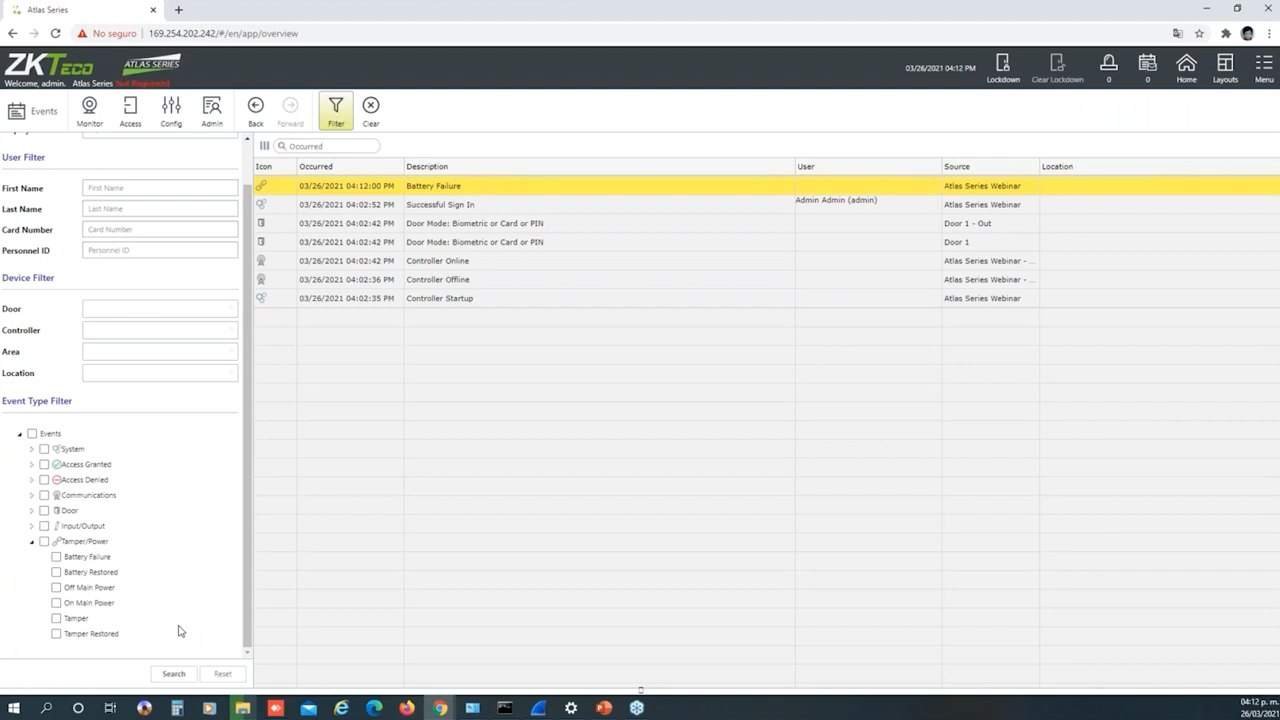 Atlas Series
No seguro
169.254.202.242/#/en/app/overview
ZKTeco
ATLAS SERIES
Welcome, admin. Atlas Series Not Registered
03/26/2021 04:12 PM
Lockdown
Clear Lockdown
0
0
Home
Layouts
Menu
Events
Monitor
Access
Config
Admin
Back
Forward
Filter
Clear
Occurred
User Filter
First Name First Name
Last Name Last Name
Card Number Card Number
Personnel ID Personnel ID
Device Filter
Door
Controller
Area
Location
Event Type Filter
Events
System
Access Granted
Access Denied
Communications
Door
Input/Output
Tamper/Power
Battery Failure
Battery Restored
Off Main Power
On Main Power
Tamper
Tamper Restored
Search
Reset
Icon Occurred Description User Source Location
03/26/2021 04:12:00 PM Battery Failure Atlas Series Webinar
03/26/2021 04:02:52 PM Successful Sign In Admin Admin (admin) Atlas Series Webinar
03/26/2021 04:02:42 PM Door Mode: Biometric or Card or PIN Door 1 - Out
03/26/2021 04:02:42 PM Door Mode: Biometric or Card or PIN Door 1
03/26/2021 04:02:42 PM Controller Online Atlas Series Webinar - ...
03/26/2021 04:02:36 PM Controller Offline Atlas Series Webinar - ...
03/26/2021 04:02:35 PM Controller Startup Atlas Series Webinar
04:12 p. m.
26/03/2021